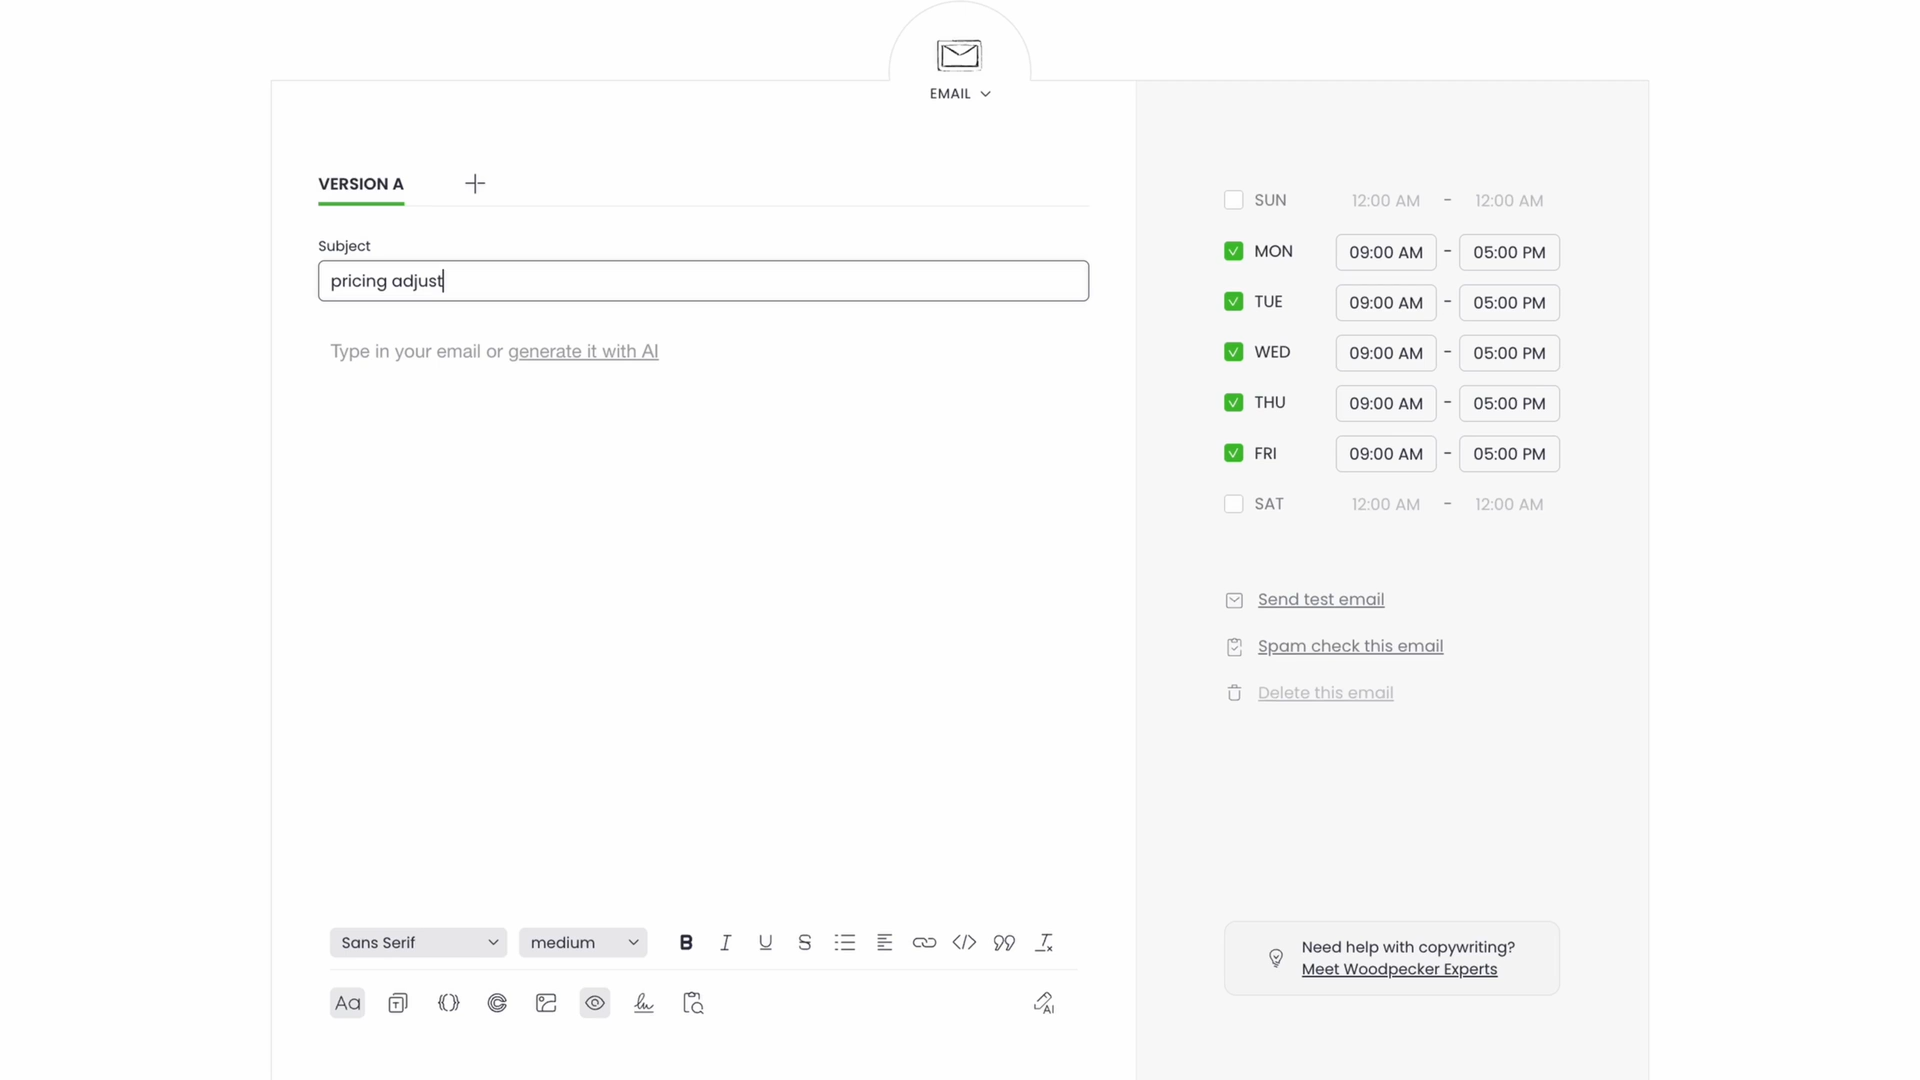 EMAIL
VERSION A
Subject
pricing adjust
Type in your email or generate it with AI
SUN 12:00 AM - 12:00 AM
MON 09:00 AM - 05:00 PM
TUE 09:00 AM - 05:00 PM
WED 09:00 AM - 05:00 PM
THU 09:00 AM - 05:00 PM
FRI 09:00 AM - 05:00 PM
SAT 12:00 AM - 12:00 AM
Send test email
Spam check this email
Delete this email
Need help with copywriting?
Meet Woodpecker Experts
Sans Serif medium B I U S
Aa T AI